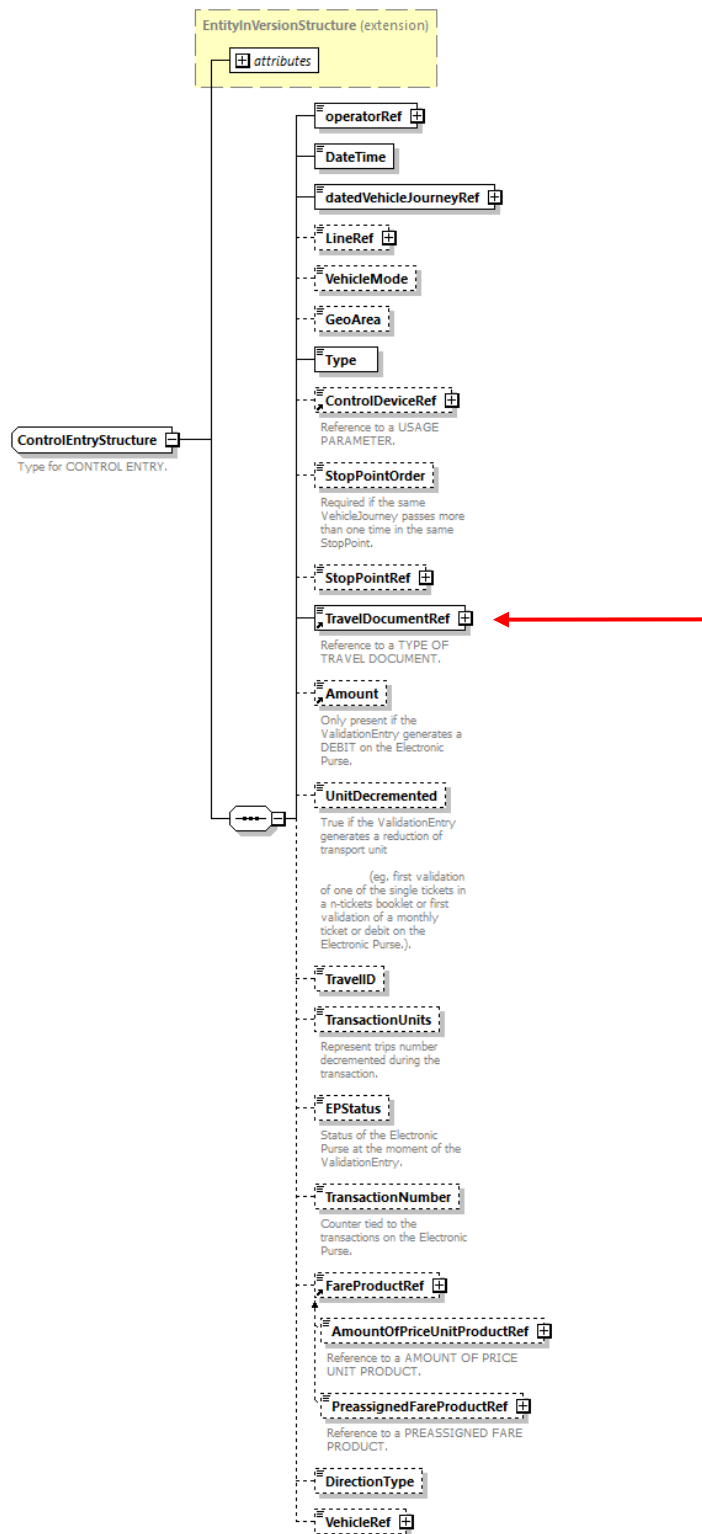 EntityInVersionStructure (extension)
attributes
operatorRef
DateTime
datedVehicleJourneyRef
LineRef
VehicleMode
GeoArea
Type
ControlDeviceRef
Reference to a USAGE
PARAMETER.
ControlEntryStructure
Type for CONTROL ENTRY.
StopPointOrder
Required if the same
VehicleJourney passes more
than one time in the same
StopPoint.
StopPointRef
TravelDocumentRef
Reference to a TYPE OF
TRAVEL DOCUMENT.
Amount
Only present if the
ValidationEntry generates a
DEBIT on the Electronic
Purse.
UnitDecremented
True if the ValidationEntry
generates a reduction of
transport unit
(eg. first validation
of one of the single tickets in
a n-tickets booklet or first
validation of a monthly
ticket or debit on the
Electronic Purse.).
TravelID
TransactionUnits
Represent trips number
decremented during the
transaction.
EPStatus
Status of the Electronic
Purse at the moment of the
ValidationEntry.
TransactionNumber
Counter tied to the
transactions on the Electronic
Purse.
FareProductRef
AmountOfPriceUnitProductRef
Reference to a AMOUNT OF PRICE
UNIT PRODUCT.
PreassignedFareProductRef
Reference to a PREASSIGNED FARE
PRODUCT.
DirectionType
VehicleRef